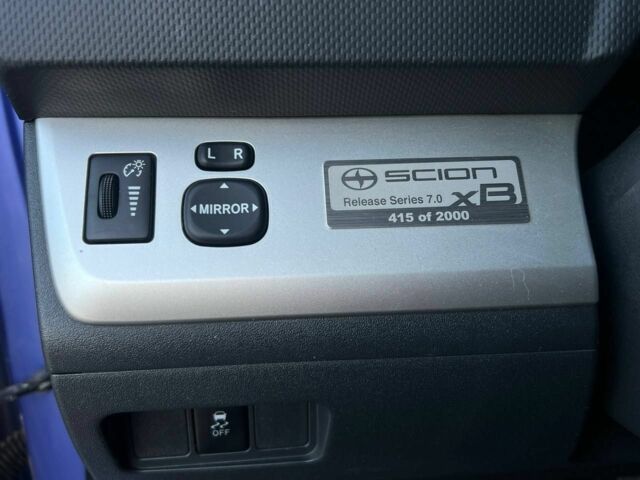 L R
MIRROR
SCION
Release Series 7.0 xB
415 of 2000
OFF